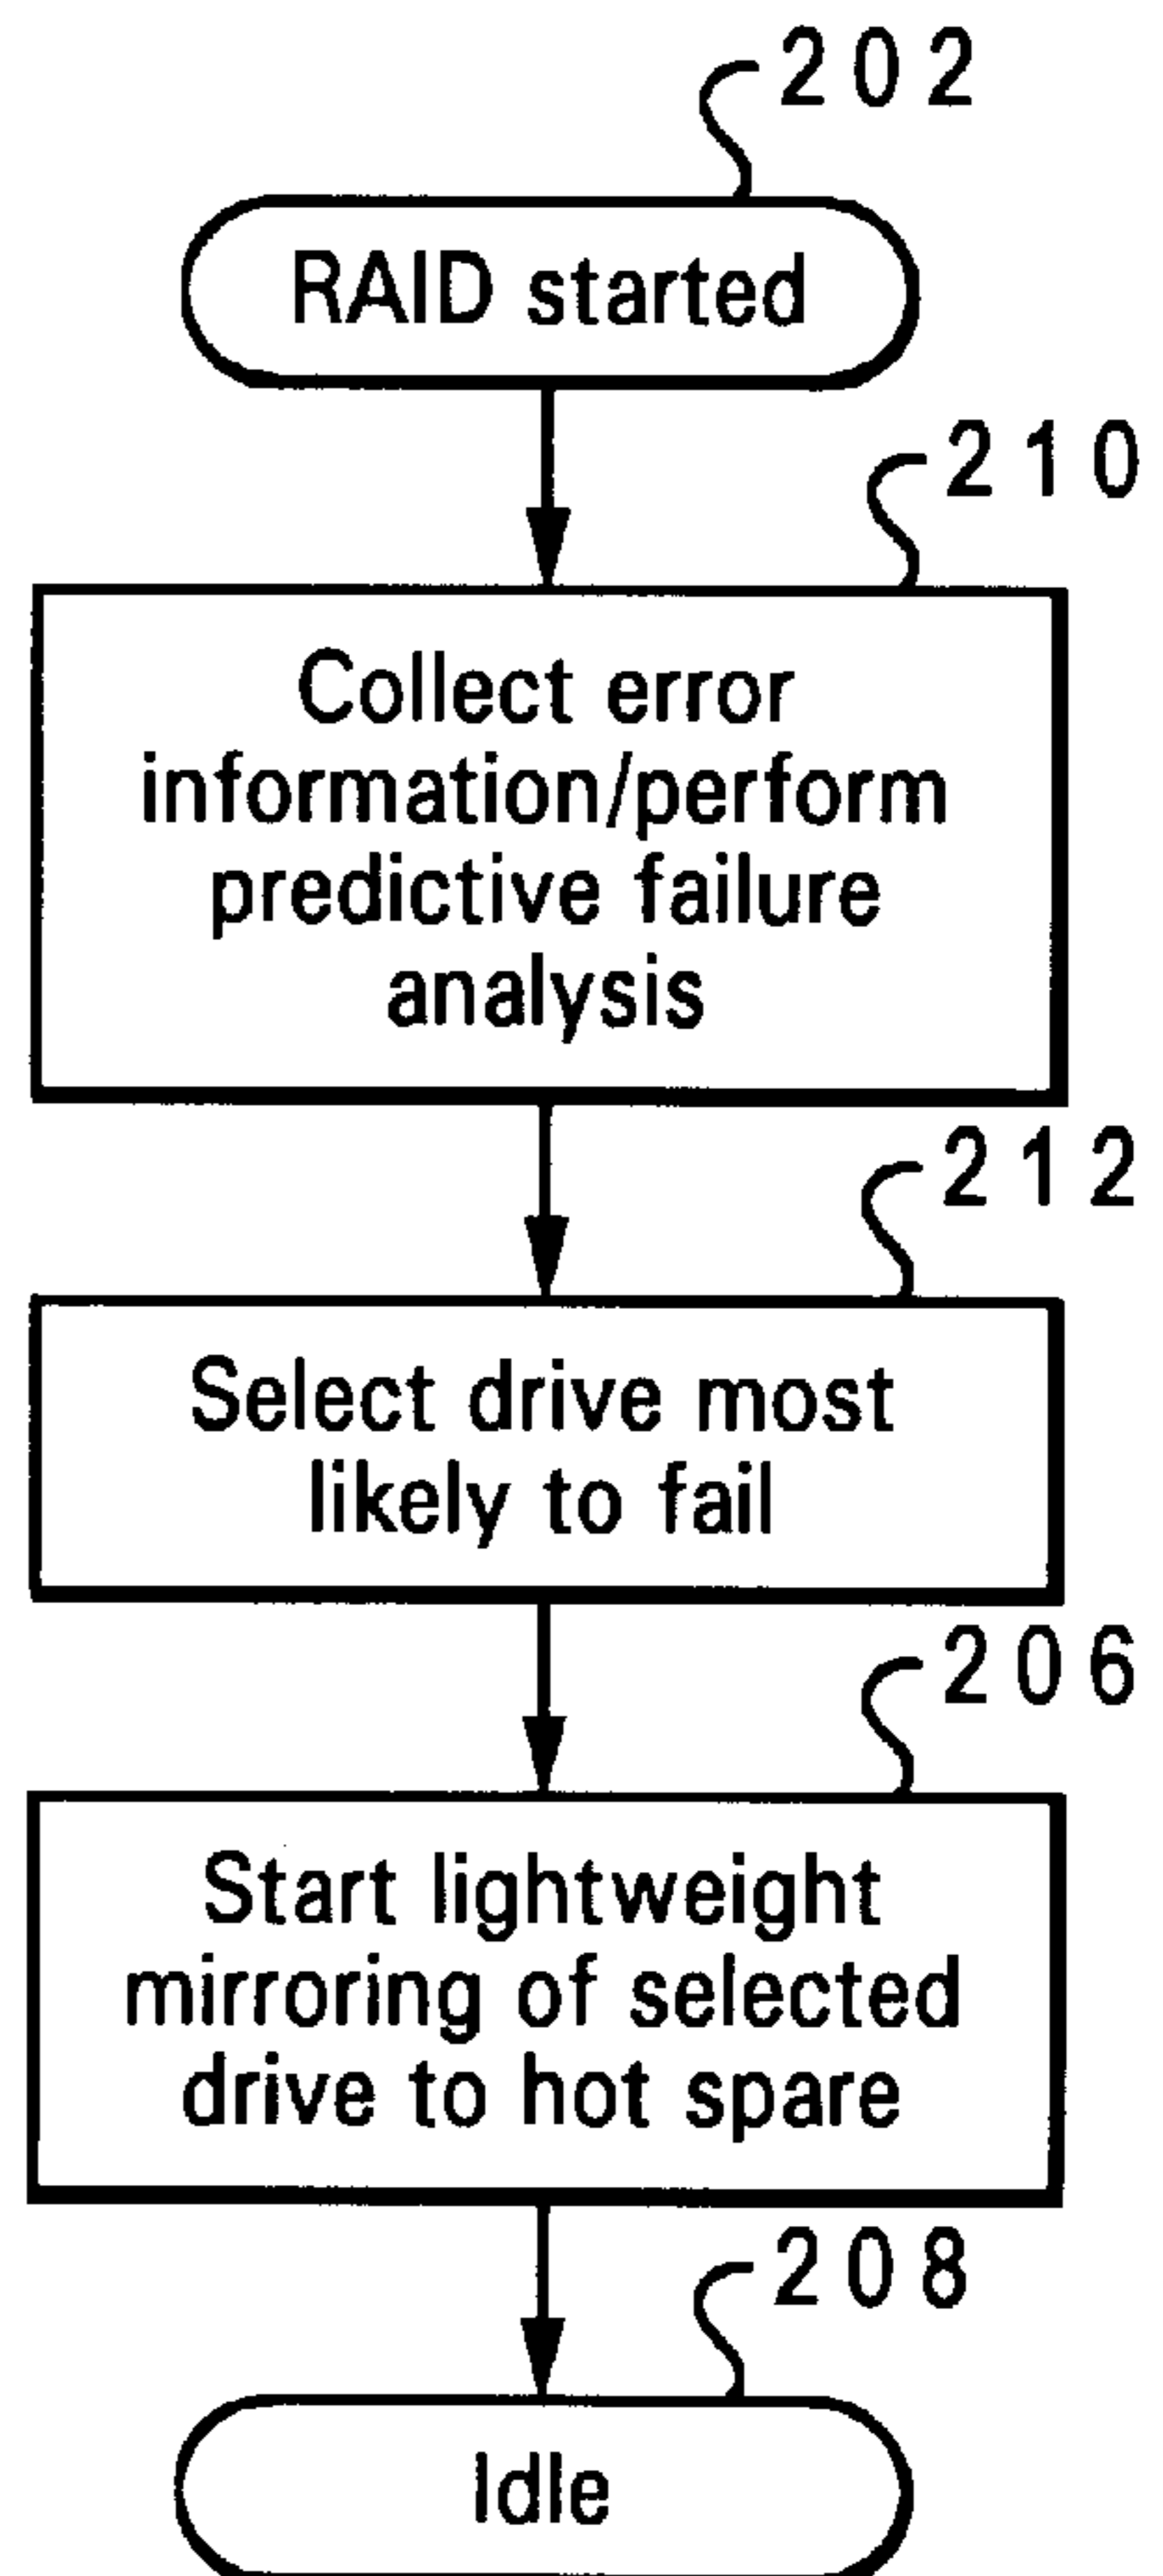 202
RAID started
210
Collect error
information/perform
predictive failure
analysis
212
Select drive most
likely to fail
206
Start lightweight
mirroring of selected
drive to hot spare
208
Idle